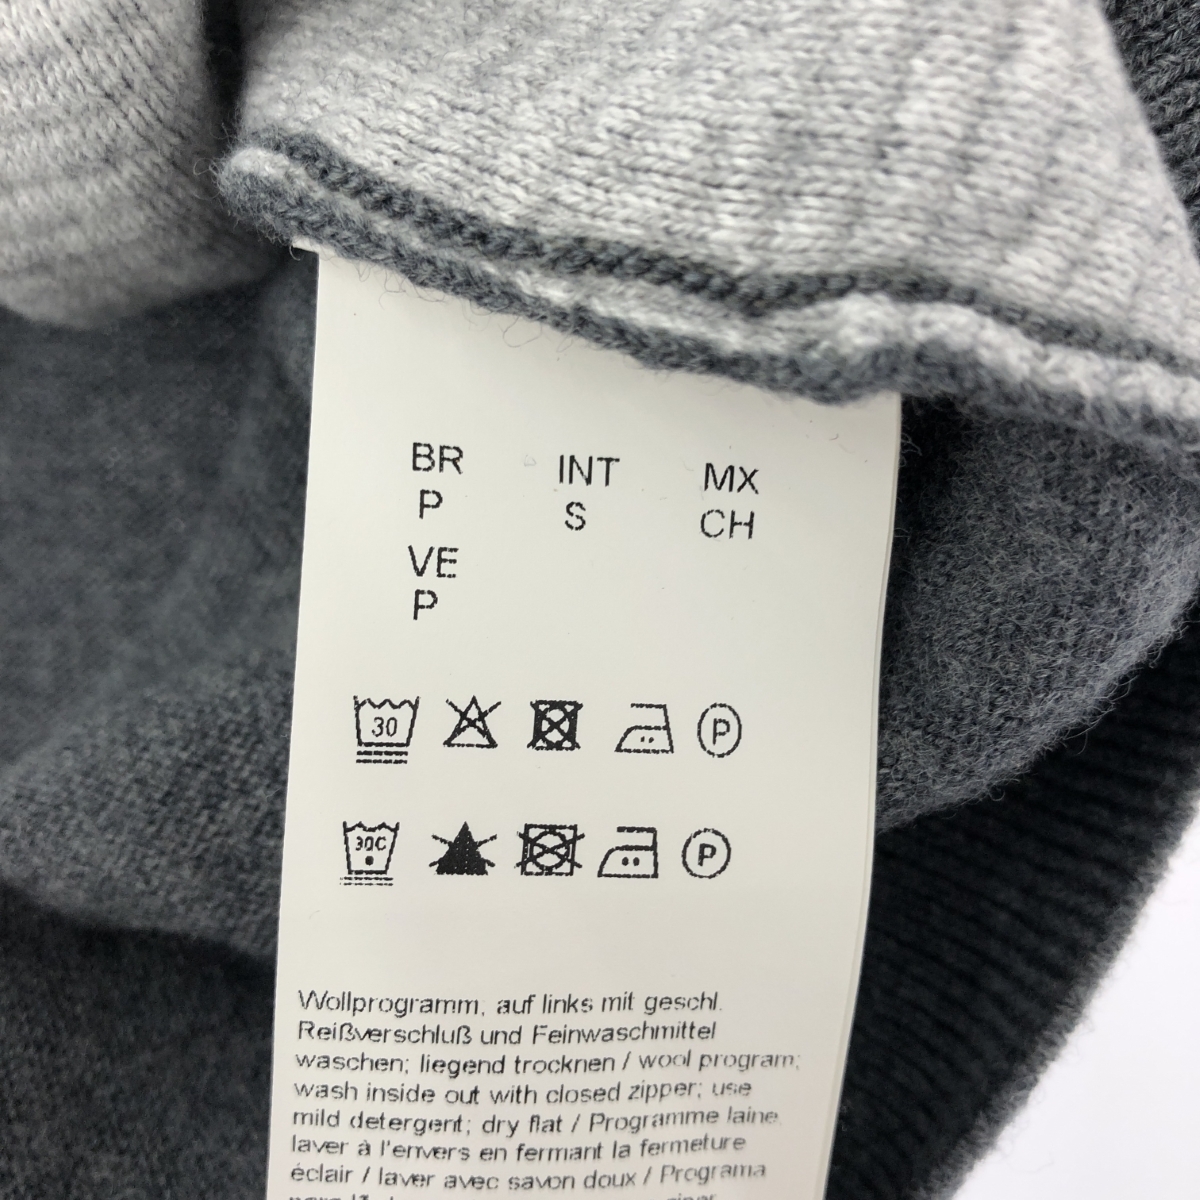 BR INT MX
P S CH
VE
P
30 P
30C P
Wollprogramm, auf links mit geschl.
Reißverschluß und Feinwaschmittel
waschen; liegend trocknen / wool program;
wash inside out with closed zipper; use
mild detergent; dry flat / Programme laine
laver à l'envers en fermant la fermeture
éclair / laver avec savon doux / Programa